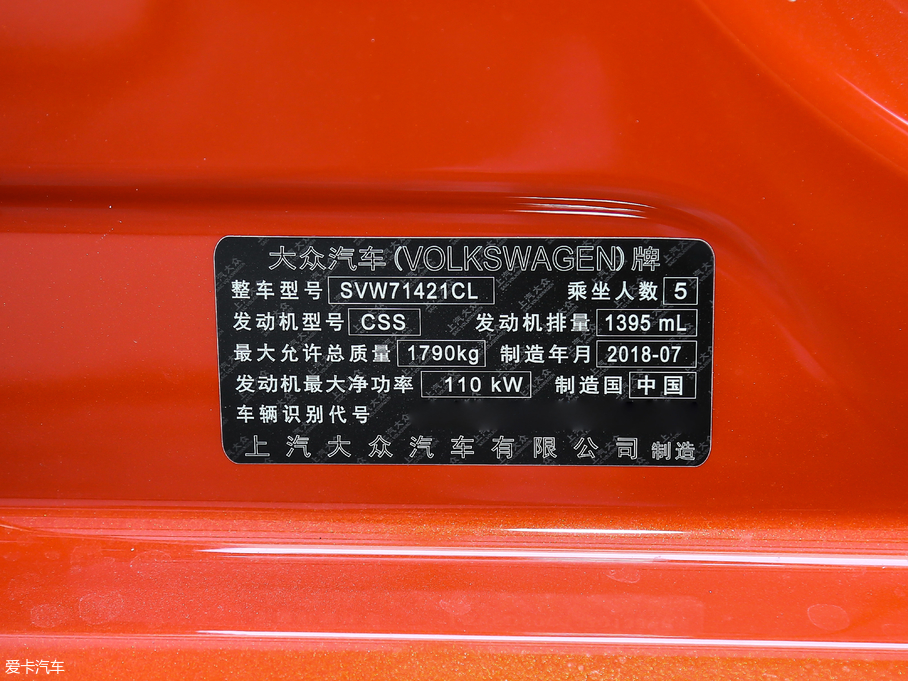 大众汽车(VOLKSWAGEN)牌
整车型号 SVW71421CL 乘坐人数 5
发动机型号 CSS 发动机排量 1395 mL
最大允许总质量 1790kg 制造年月 2018-07
发动机最大净功率 110 kW 制造国 中国
车辆识别代号
上汽大众汽车有限公司 制造
爱卡汽车